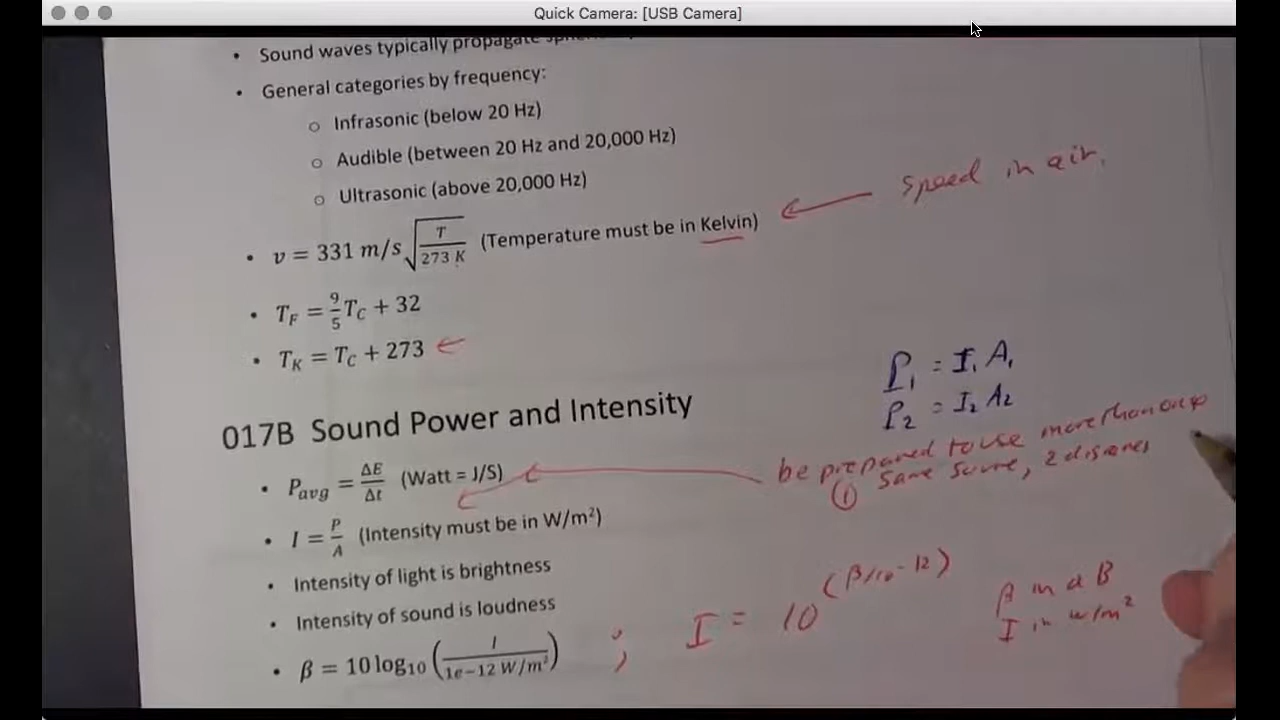 Quick Camera: [USB Camera]
• Sound waves typically propagate
• General categories by frequency:
o Infrasonic (below 20 Hz)
o Audible (between 20 Hz and 20,000 Hz)
o Ultrasonic (above 20,000 Hz)
speed in air.
• v = 331 m/s √(T/273 K) (Temperature must be in Kelvin)
• T_F = 9/5 T_C + 32
• T_K = T_C + 273
P₁ = I₁ A₁
P₂ = I₂ A₂
017B Sound Power and Intensity
be prepared to use more than once
① same source, 2 distances
• P_avg = ΔE/Δt (Watt = J/S)
• I = P/A (Intensity must be in W/m²)
• Intensity of light is brightness
• Intensity of sound is loudness
• β = 10 log₁₀ (I/1e−12 W/m²) ; I = 10^(β/10 - 12)
β in dB
I in w/m²